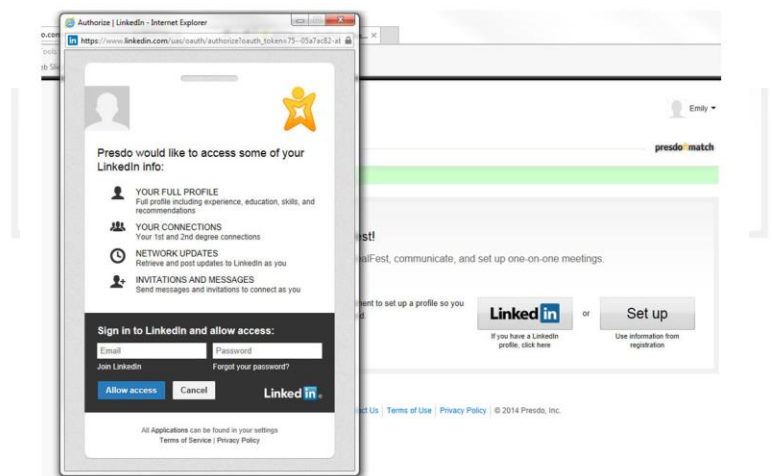 Authorize | LinkedIn - Internet Explorer
https://www.linkedin.com/uas/oauth/authorize?oauth_token=75--05a7ac82-at
Presdo would like to access some of your
LinkedIn info:
YOUR FULL PROFILE
Full profile including experience, education, skills, and
recommendations
YOUR CONNECTIONS
Your 1st and 2nd degree connections
NETWORK UPDATES
Retrieve and post updates to LinkedIn as you
INVITATIONS AND MESSAGES
Send messages and invitations to connect as you
Sign in to LinkedIn and allow access:
Email Password
Join LinkedIn Forgot your password?
Allow access Cancel LinkedIn
All Applications can be found in your settings
Terms of Service | Privacy Policy
Emily
presdo match
est!
alFest, communicate, and set up one-on-one meetings.
ment to set up a profile so you
LinkedIn or Set up
If you have a LinkedIn
profile, click here
Use information from
registration
Us | Terms of Use | Privacy Policy | © 2014 Presdo, Inc.